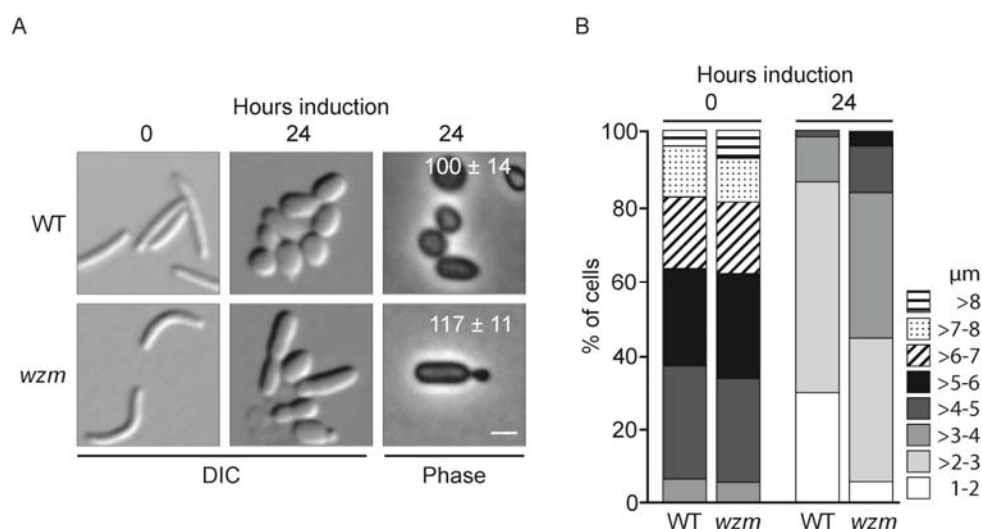 A
Hours induction
0 24 24
WT
100 ± 14
wzm
117 ± 11
DIC Phase
B
Hours induction
0 24
% of cells
100
80
60
40
20
0
WT wzm WT wzm
µm
>8
>7-8
>6-7
>5-6
>4-5
>3-4
>2-3
1-2